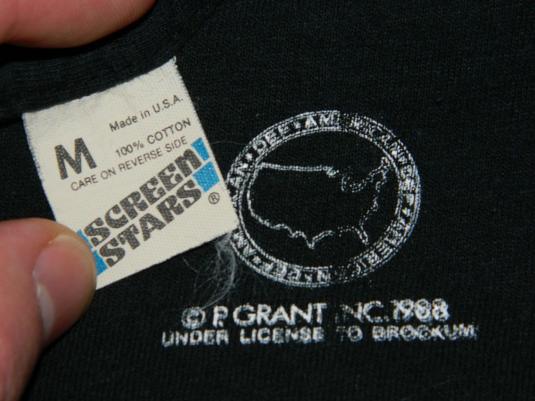 Made in U.S.A.
M
100% COTTON
CARE ON REVERSE SIDE
SCREEN
STARS
®
© P. GRANT INC. 1988
UNDER LICENSE TO BROCKUM